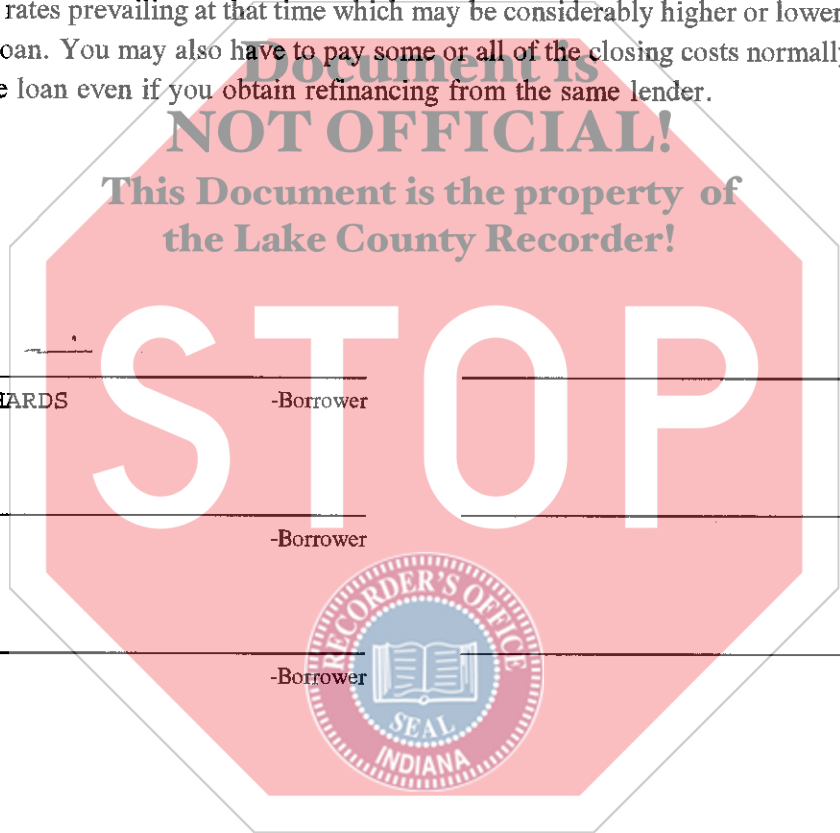 rates prevailing at that time which may be considerably higher or lower
oan. You may also have to pay some or all of the closing costs normally
e loan even if you obtain refinancing from the same lender.
Document is
NOT OFFICIAL!
This Document is the property of
the Lake County Recorder!
STOP
ARDS -Borrower
-Borrower
-Borrower
RECORDER'S OFFICE
SEAL
INDIANA